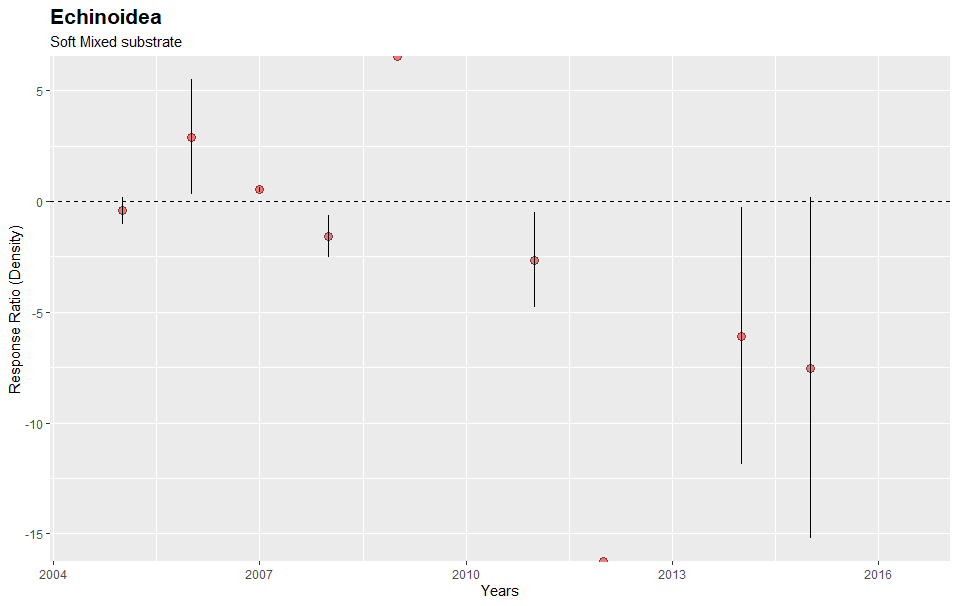 Echinoidea
Soft Mixed substrate
Response Ratio (Density)
5
0
-5
-10
-15
2004
2007
2010
2013
2016
Years